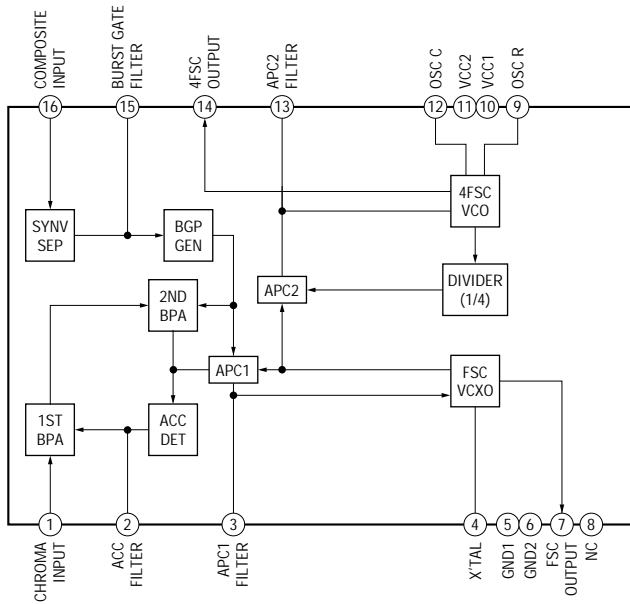 COMPOSITE
INPUT
BURST GATE
FILTER
4FSC
OUTPUT
APC2
FILTER
OSC C
VCC2
VCC1
OSC R
16
15
14
13
12
11
10
9
SYNV
SEP
BGP
GEN
4FSC
VCO
2ND
BPA
APC2
DIVIDER
(1/4)
APC1
FSC
VCXO
1ST
BPA
ACC
DET
1
2
3
4
5
6
7
8
CHROMA
INPUT
ACC
FILTER
APC1
FILTER
X'TAL
GND1
GND2
FSC
OUTPUT
NC